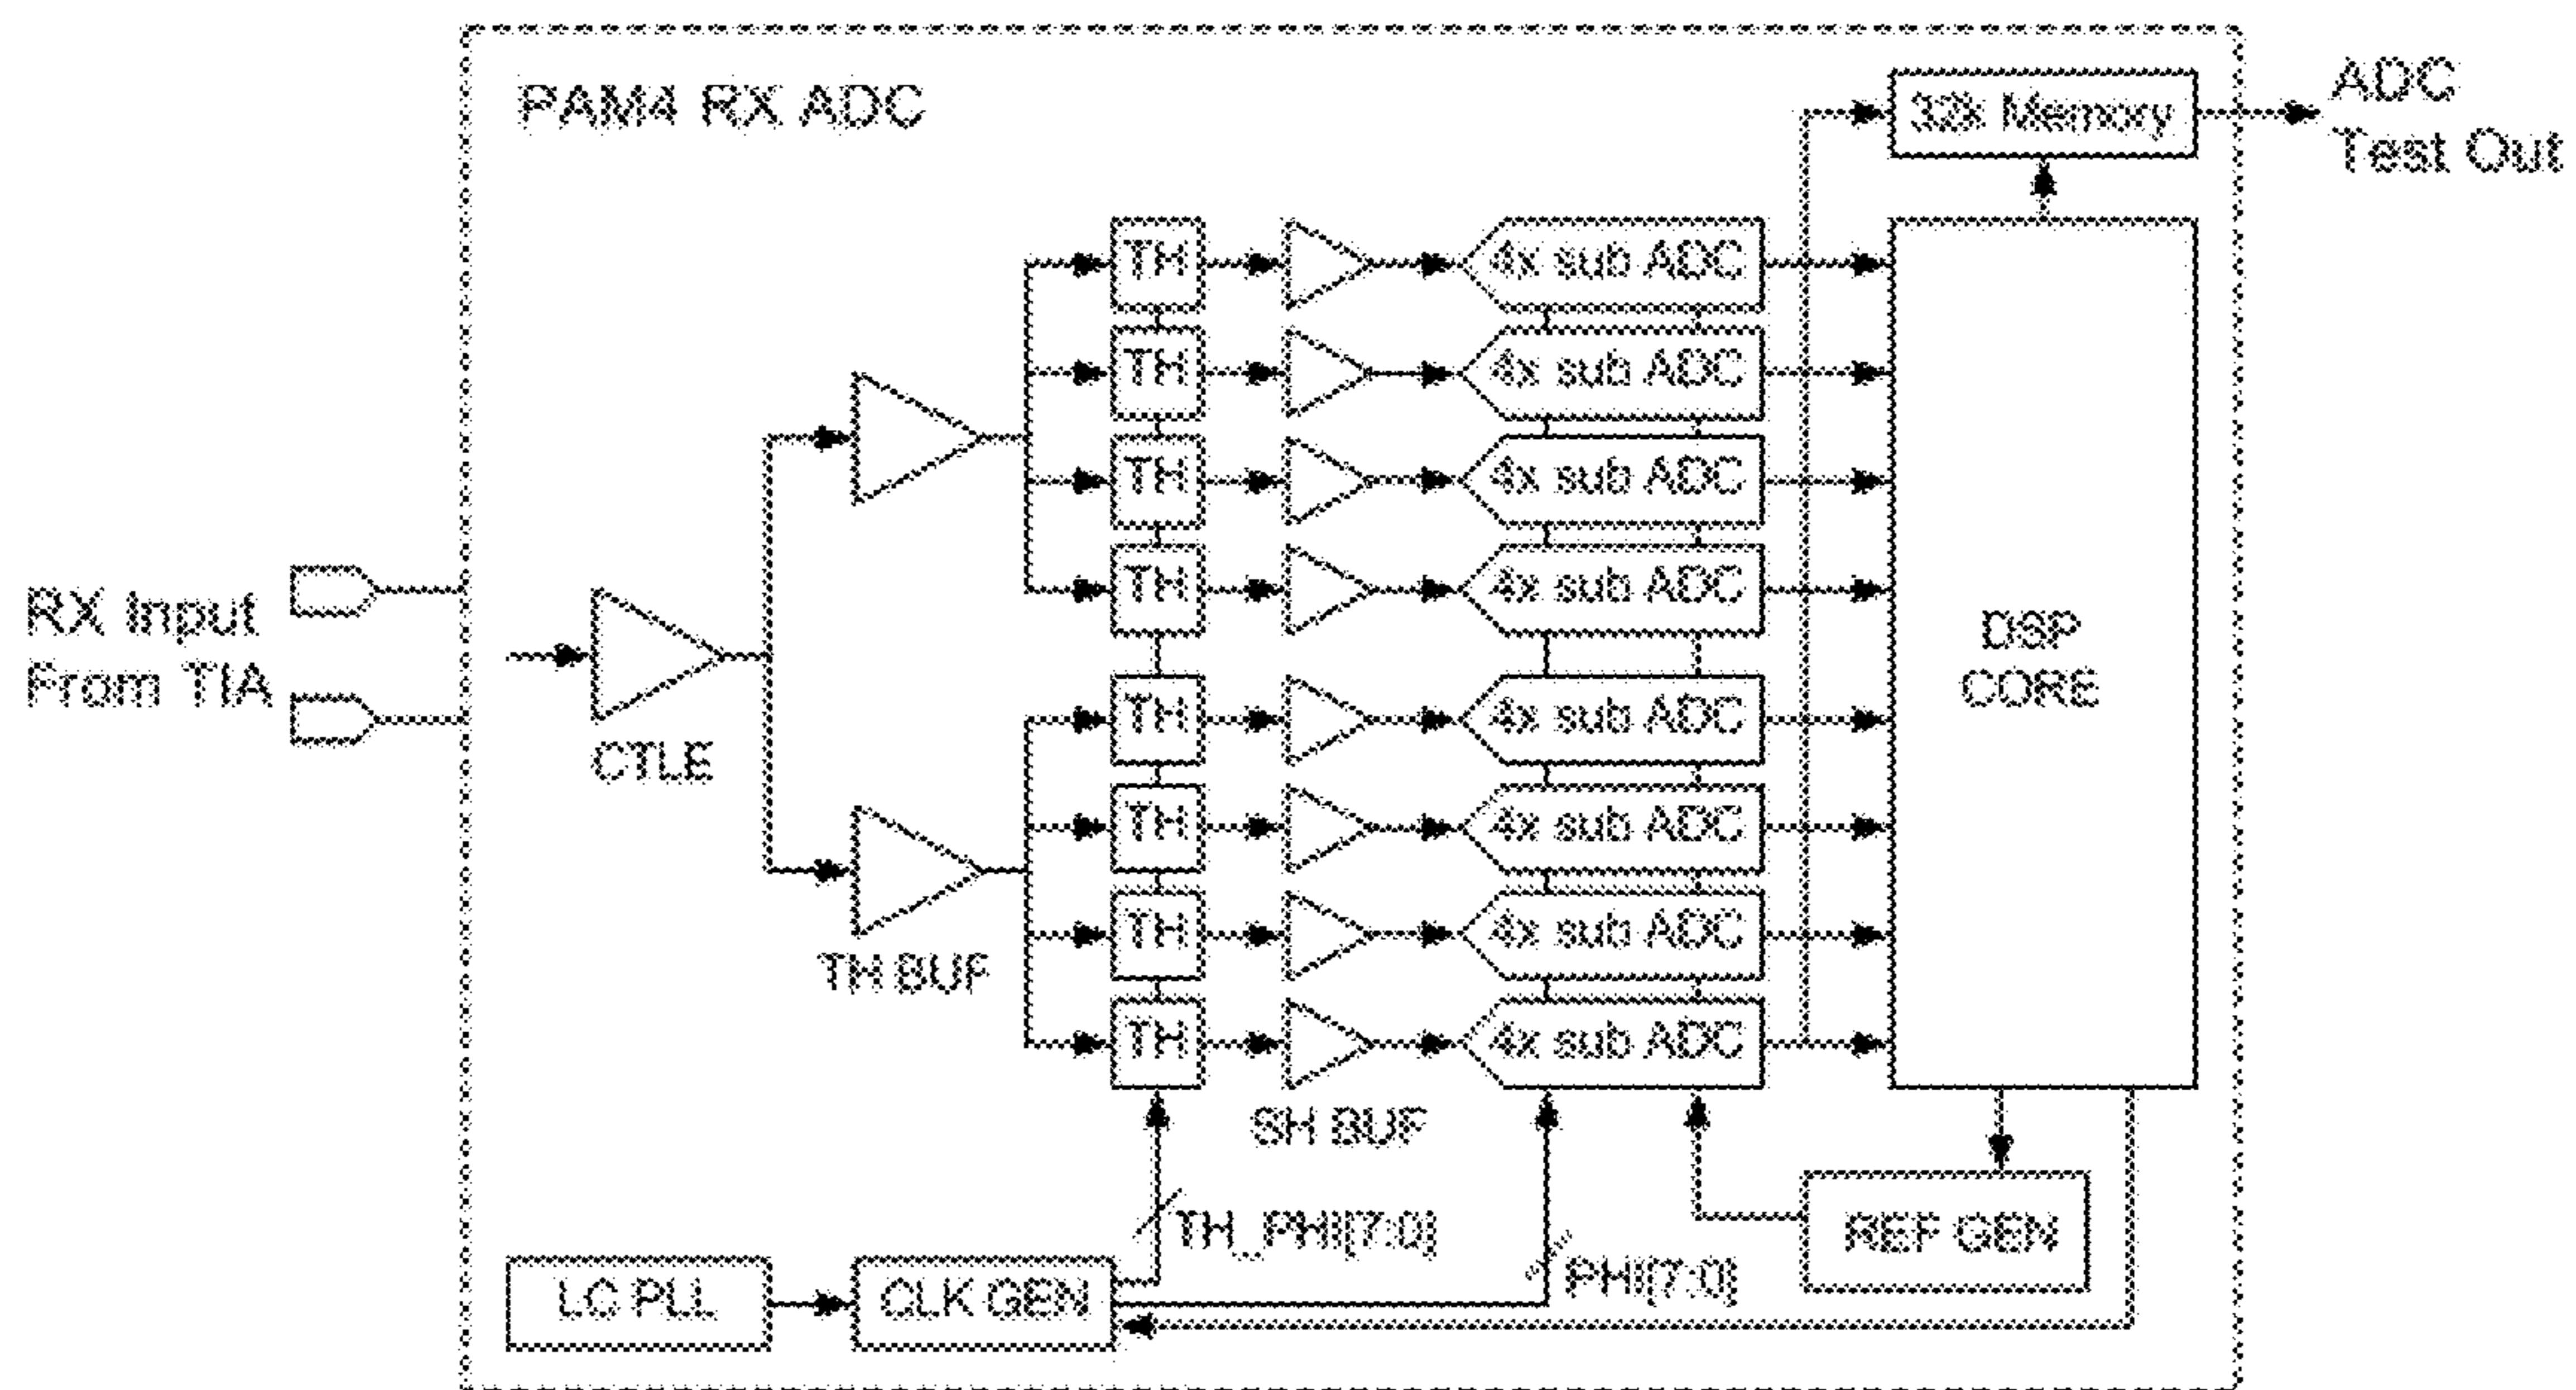 PAM4 RX ADC
32k Memory
ADC
Test Out
TH
4x sub ADC
TH
4x sub ADC
TH
4x sub ADC
TH
4x sub ADC
RX Input
From TIA
CTLE
DSP
CORE
TH
4x sub ADC
TH
4x sub ADC
TH BUF
TH
4x sub ADC
TH
4x sub ADC
SH BUF
TH_PHI[7:0]
PHI[7:0]
REF GEN
LC PLL
CLK GEN